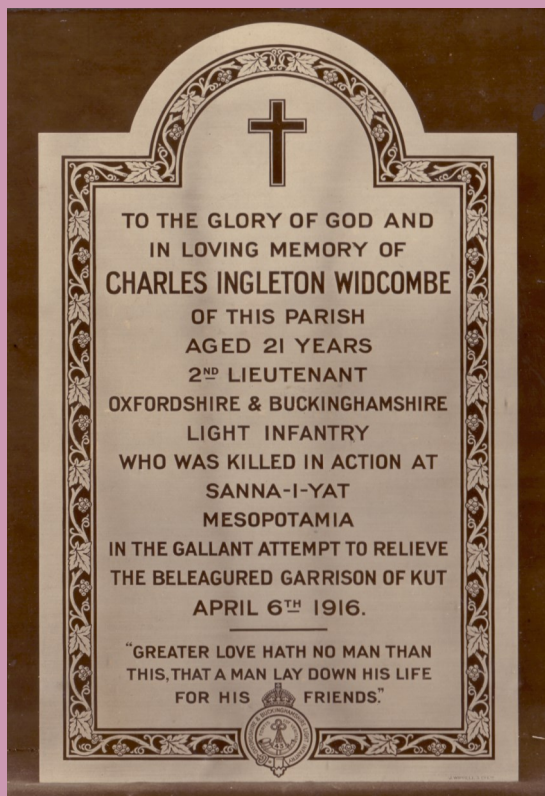 TO THE GLORY OF GOD AND
IN LOVING MEMORY OF
CHARLES INGLETON WIDCOMBE
OF THIS PARISH
AGED 21 YEARS
2ND LIEUTENANT
OXFORDSHIRE & BUCKINGHAMSHIRE
LIGHT INFANTRY
WHO WAS KILLED IN ACTION AT
SANNA-I-YAT
MESOPOTAMIA
IN THE GALLANT ATTEMPT TO RELIEVE
THE BELEAGURED GARRISON OF KUT
APRIL 6TH 1916.
"GREATER LOVE HATH NO MAN THAN
THIS, THAT A MAN LAY DOWN HIS LIFE
FOR HIS FRIENDS."
& BUCKINGHAMSHIRE